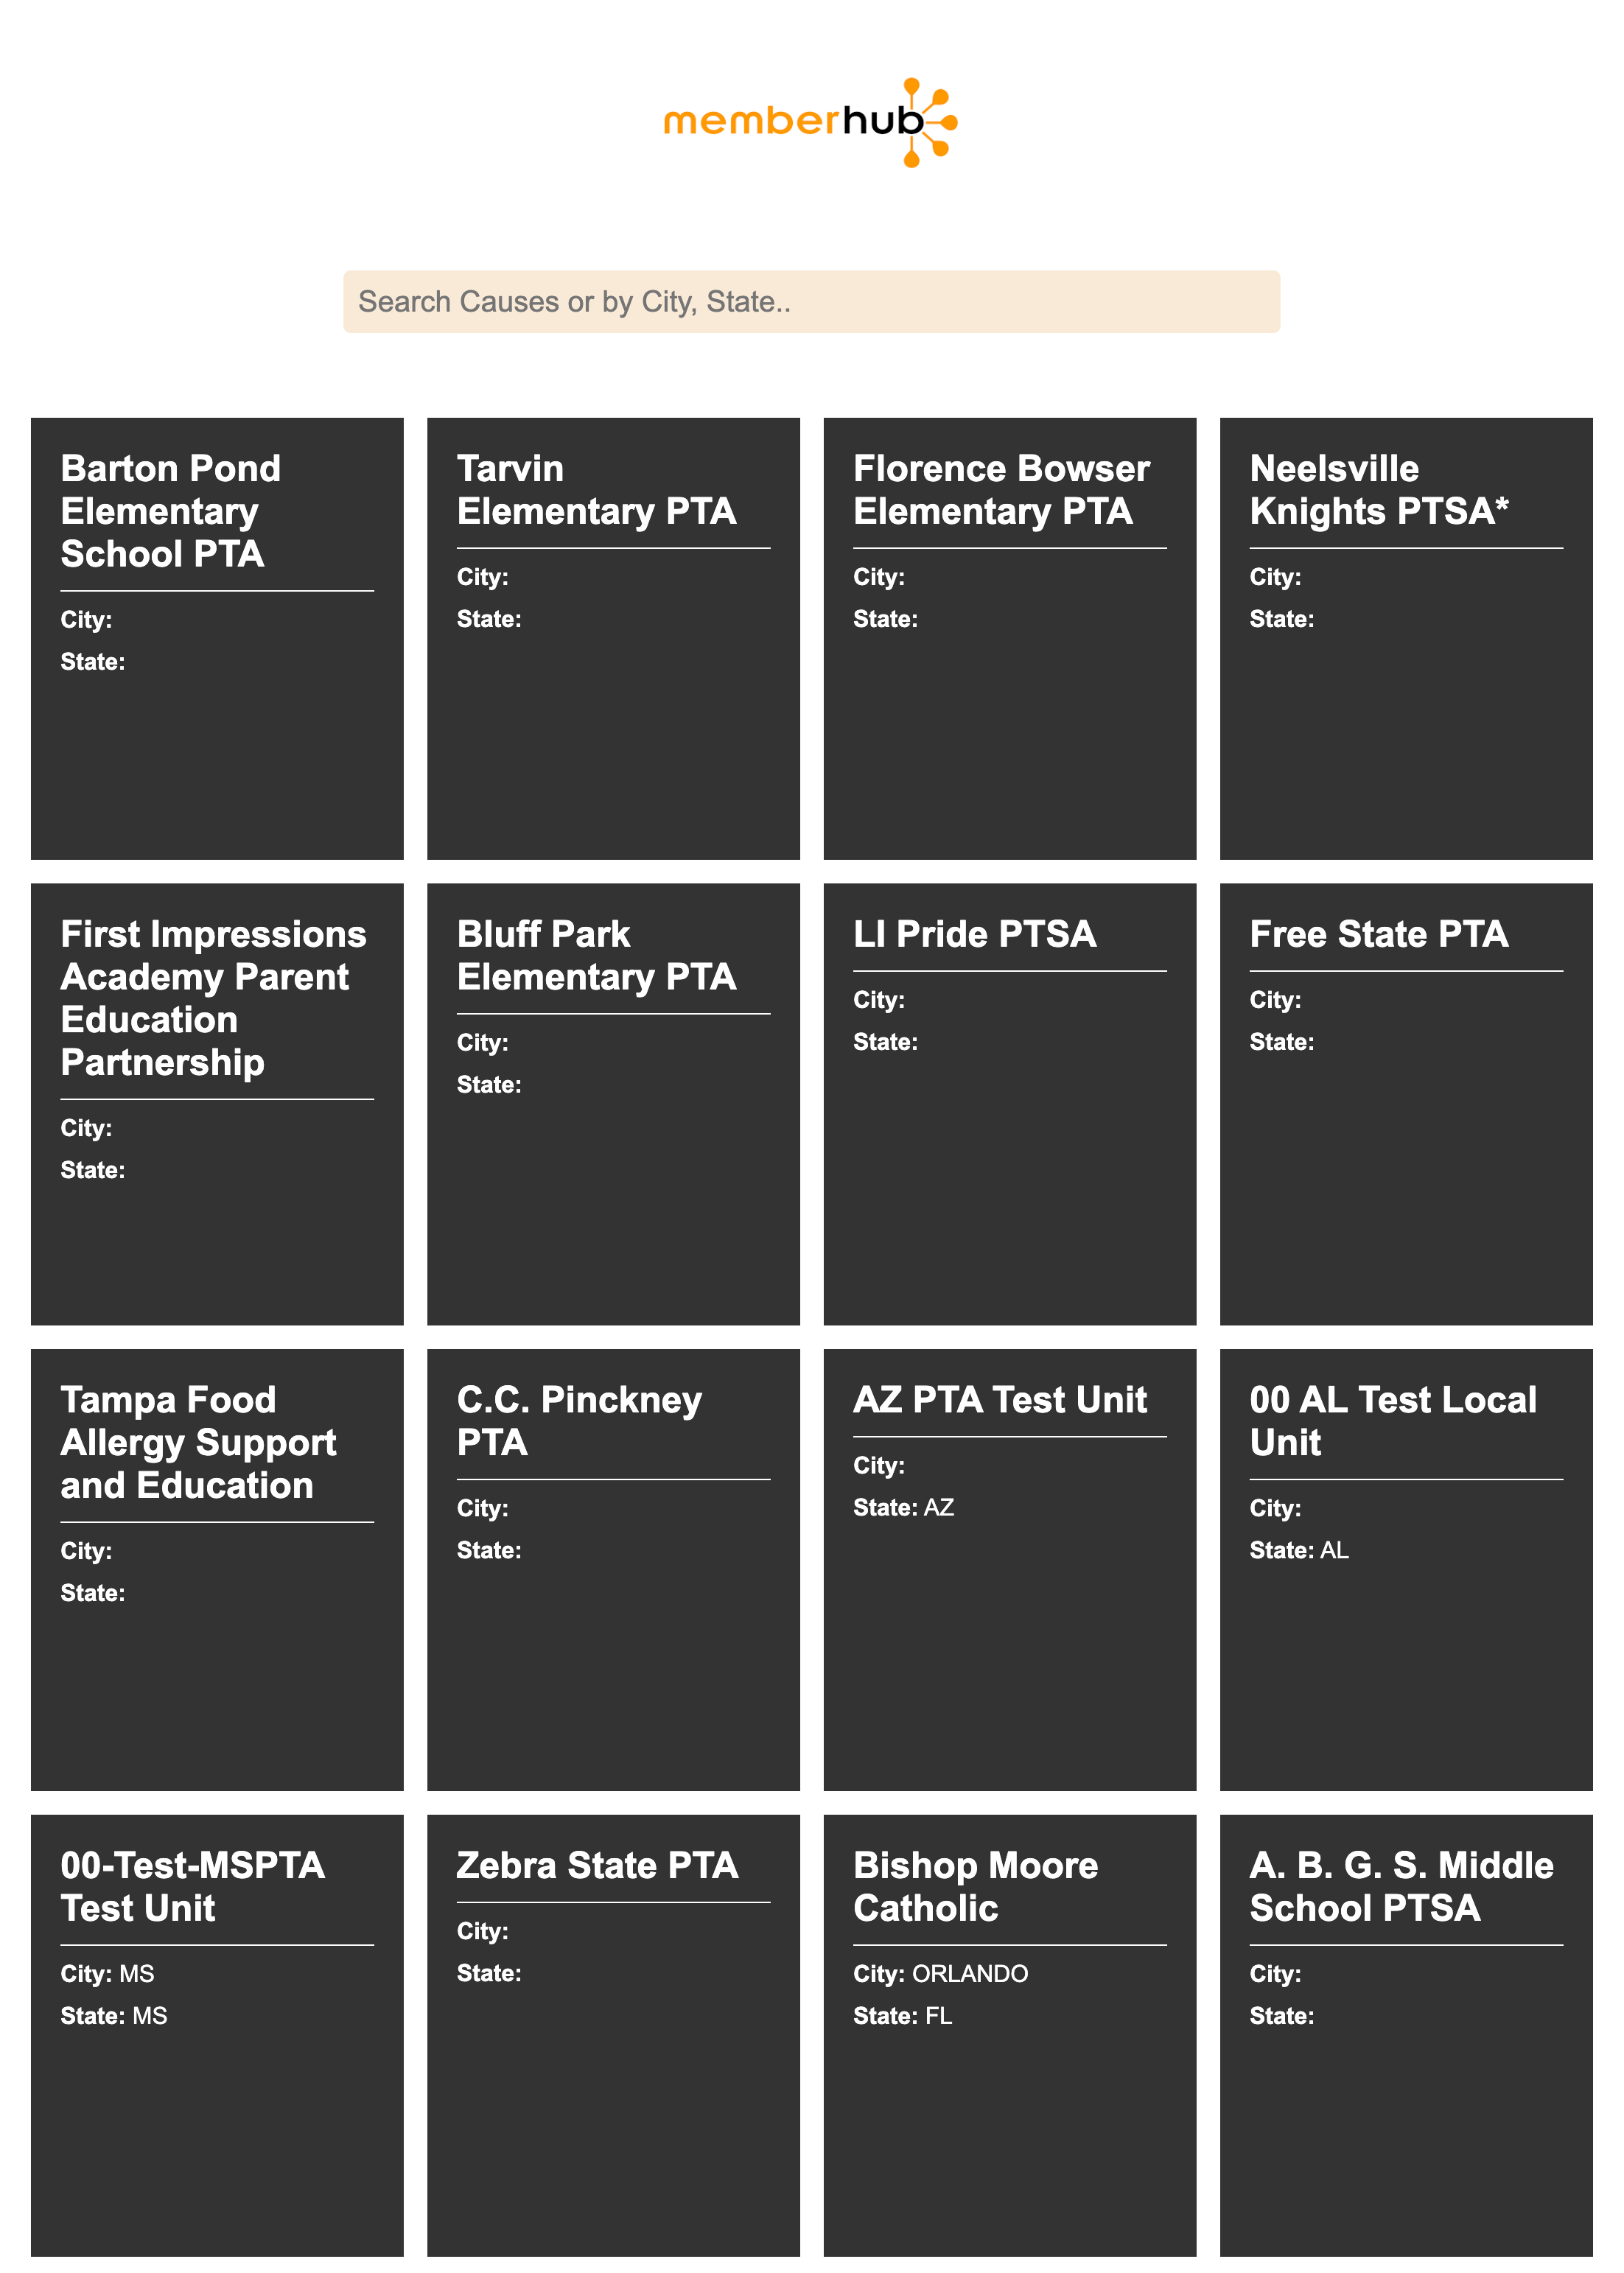 memberhub
Search Causes or by City, State..
Barton Pond
Elementary
School PTA
City:
State:
Tarvin
Elementary PTA
City:
State:
Florence Bowser
Elementary PTA
City:
State:
Neelsville
Knights PTSA*
City:
State:
First Impressions
Academy Parent
Education
Partnership
City:
State:
Bluff Park
Elementary PTA
City:
State:
LI Pride PTSA
City:
State:
Free State PTA
City:
State:
Tampa Food
Allergy Support
and Education
City:
State:
C.C. Pinckney
PTA
City:
State:
AZ PTA Test Unit
City:
State: AZ
00 AL Test Local
Unit
City:
State: AL
00-Test-MSPTA
Test Unit
City: MS
State: MS
Zebra State PTA
City:
State:
Bishop Moore
Catholic
City: ORLANDO
State: FL
A. B. G. S. Middle
School PTSA
City:
State: